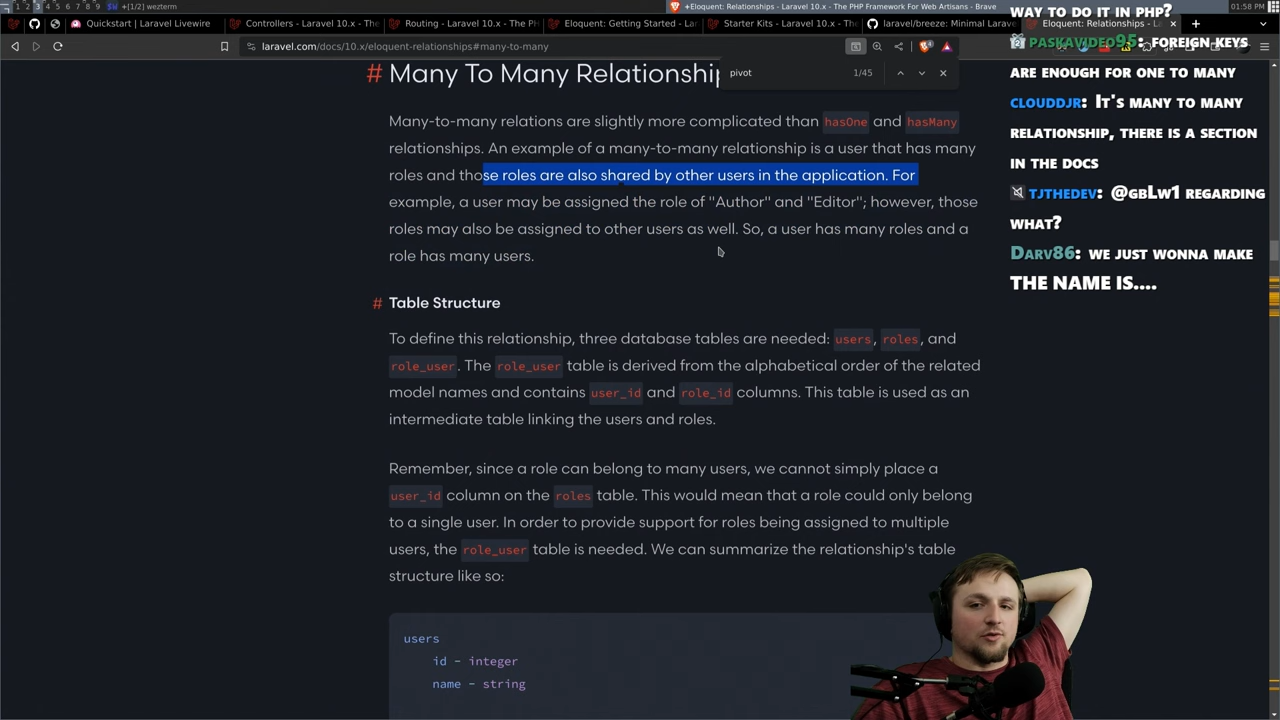 1 2 3 4 5 6 7 8 9 +[1/2] wezterm
+Eloquent: Relationships - Laravel 10.x - The PHP Framework For Web Artisans - Brave
01:58 PM
Quickstart | Laravel Livewire
Controllers - Laravel 10.x - T
Routing - Laravel 10.x - The PH
Eloquent: Getting Started - La
Starter Kits - Laravel 10.x - T
laravel/breeze: Minimal Larave
Eloquent: Relationships - L
laravel.com/docs/10.x/eloquent-relationships#many-to-many
pivot 1/45
# Many To Many Relationship
Many-to-many relations are slightly more complicated than hasOne and hasMany
relationships. An example of a many-to-many relationship is a user that has many
roles and those roles are also shared by other users in the application. For
example, a user may be assigned the role of "Author" and "Editor"; however, those
roles may also be assigned to other users as well. So, a user has many roles and a
role has many users.
# Table Structure
To define this relationship, three database tables are needed: users, roles, and
role_user. The role_user table is derived from the alphabetical order of the related
model names and contains user_id and role_id columns. This table is used as an
intermediate table linking the users and roles.
Remember, since a role can belong to many users, we cannot simply place a
user_id column on the roles table. This would mean that a role could only belong
to a single user. In order to provide support for roles being assigned to multiple
users, the role_user table is needed. We can summarize the relationship's table
structure like so:
users
id - integer
name - string
WAY TO DO IT IN PHP?
PASKAVIDEO95: FOREIGN KEYS
ARE ENOUGH FOR ONE TO MANY
CLOUDDJR: IT'S MANY TO MANY
RELATIONSHIP, THERE IS A SECTION
IN THE DOCS
TJTHEDEV: @GBLW1 REGARDING
WHAT?
DARV86: WE JUST WONNA MAKE
THE NAME IS....